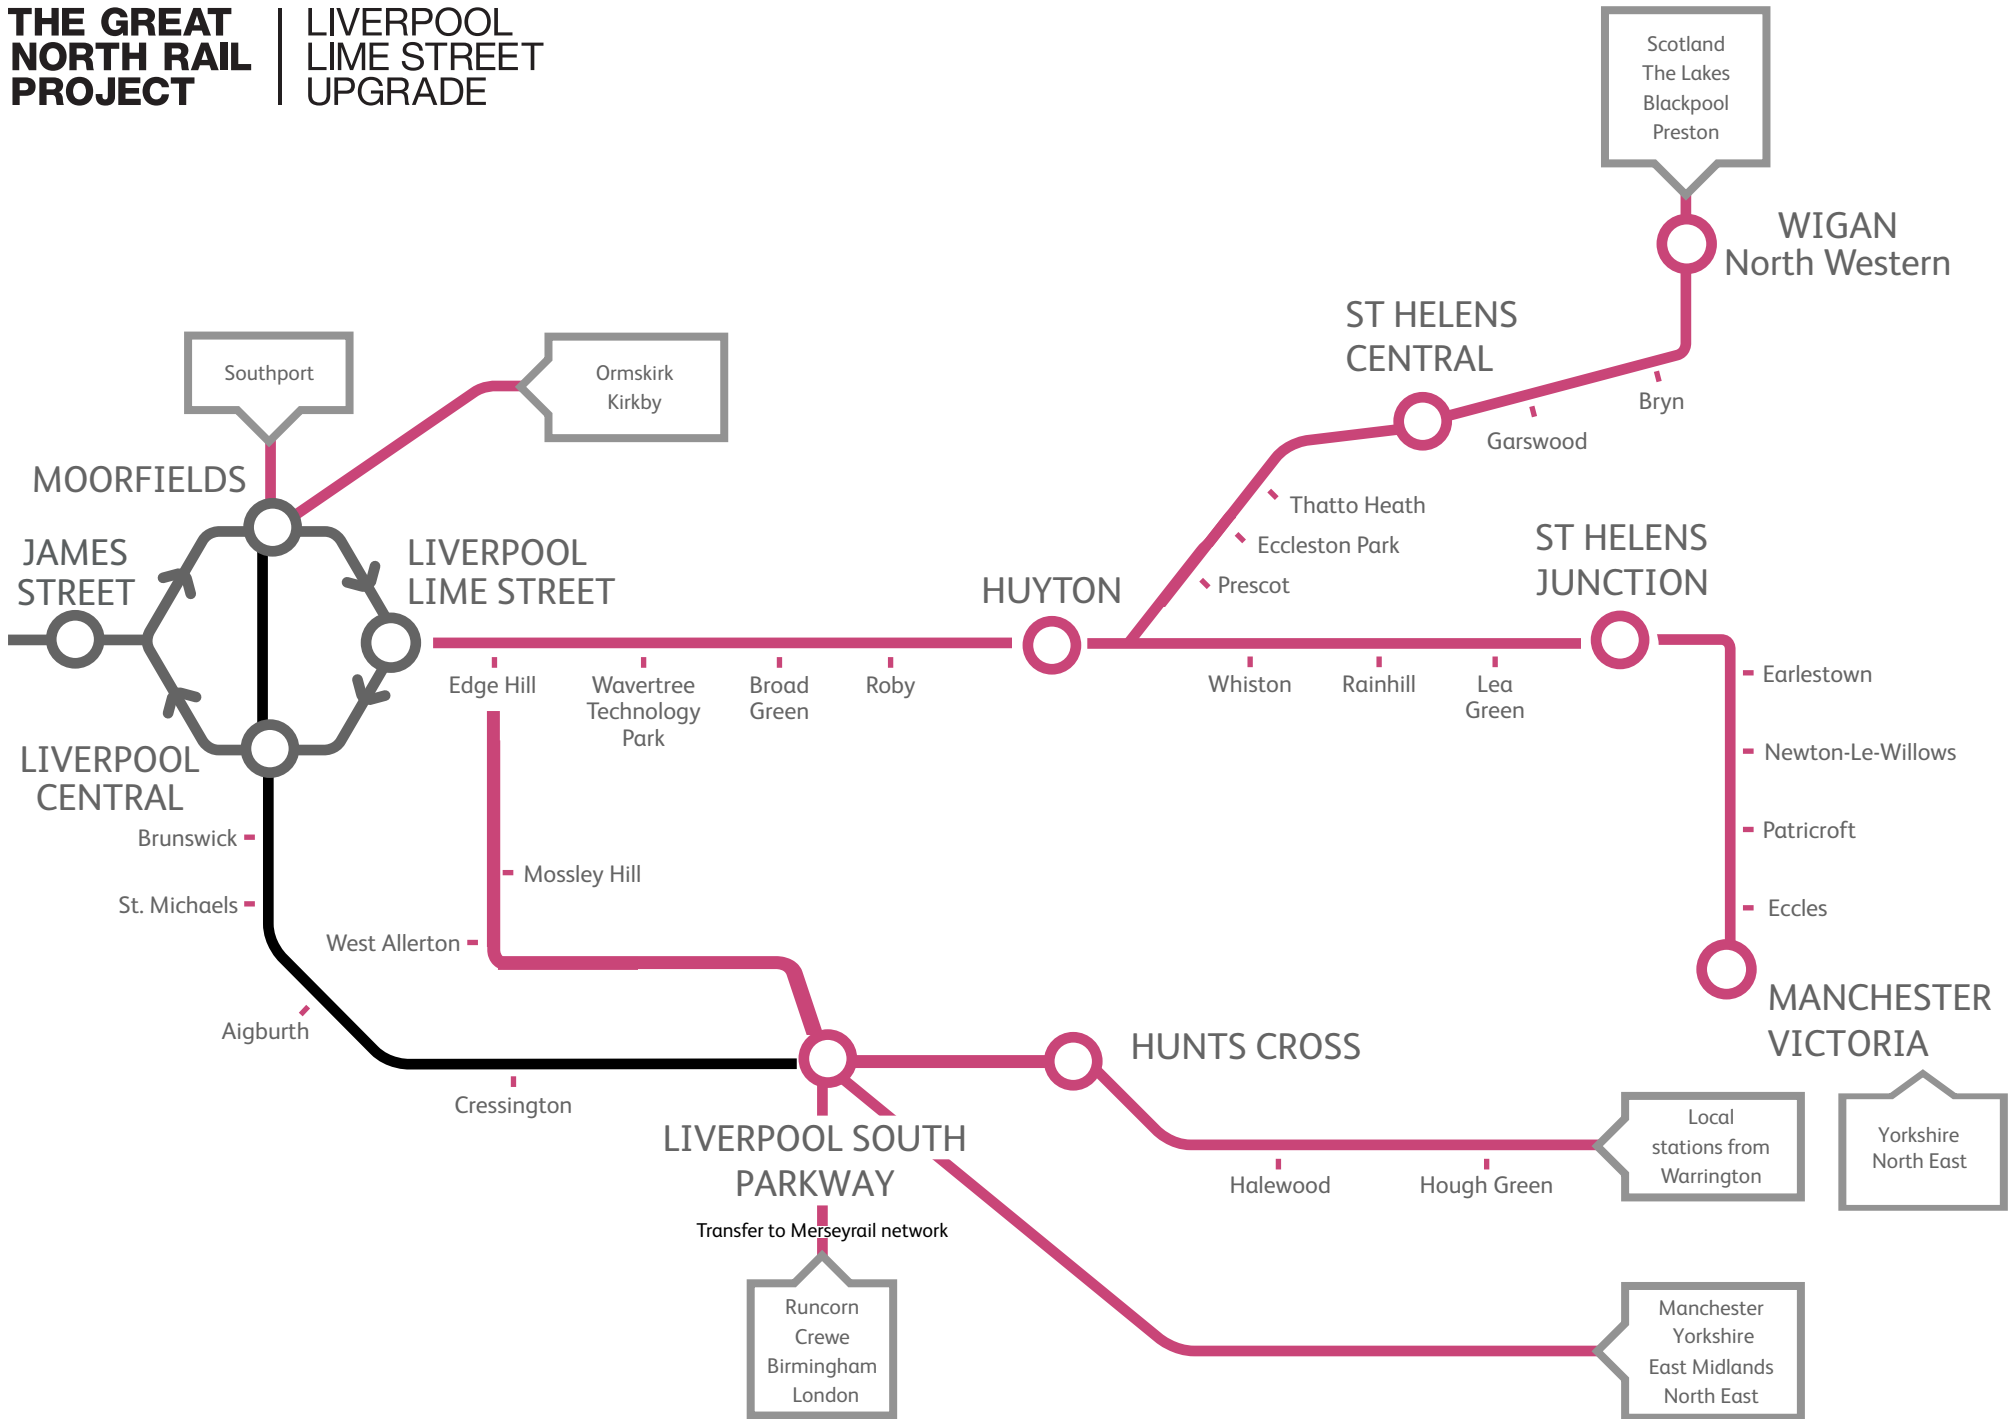 THE GREAT
NORTH RAIL
PROJECT
LIVERPOOL
LIME STREET
UPGRADE
Scotland
The Lakes
Blackpool
Preston
WIGAN
North Western
ST HELENS
CENTRAL
Bryn
Garswood
Southport
Ormskirk
Kirkby
MOORFIELDS
JAMES
STREET
LIVERPOOL
LIME STREET
Thatto Heath
Eccleston Park
Prescot
HUYTON
ST HELENS
JUNCTION
Edge Hill
Wavertree
Technology
Park
Broad
Green
Roby
Whiston
Rainhill
Lea
Green
Earlestown
Newton-Le-Willows
Patricroft
Eccles
LIVERPOOL
CENTRAL
Brunswick
St. Michaels
Mossley Hill
West Allerton
Aigburth
Cressington
MANCHESTER
VICTORIA
HUNTS CROSS
LIVERPOOL SOUTH
PARKWAY
Transfer to Merseyrail network
Halewood
Hough Green
Local
stations from
Warrington
Yorkshire
North East
Runcorn
Crewe
Birmingham
London
Manchester
Yorkshire
East Midlands
North East